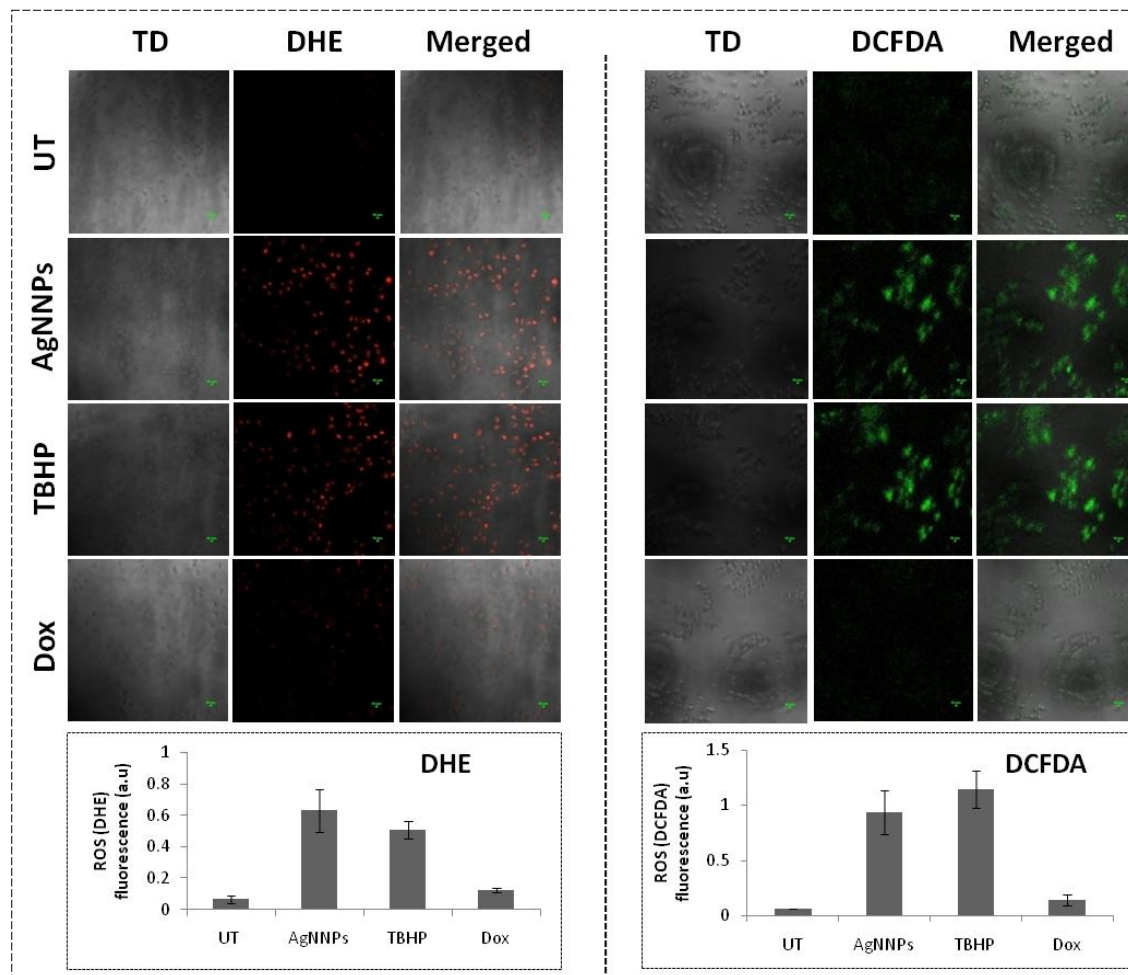 TD DHE Merged TD DCFDA Merged
UT
AgNNPs
TBHP
Dox
DHE
ROS (DHE)
fluorescence (a.u)
1
0.8
0.6
0.4
0.2
0
UT AgNNPs TBHP Dox
DCFDA
ROS (DCFDA)
fluorescence (a.u)
1.5
1
0.5
0
UT AgNNPs TBHP Dox